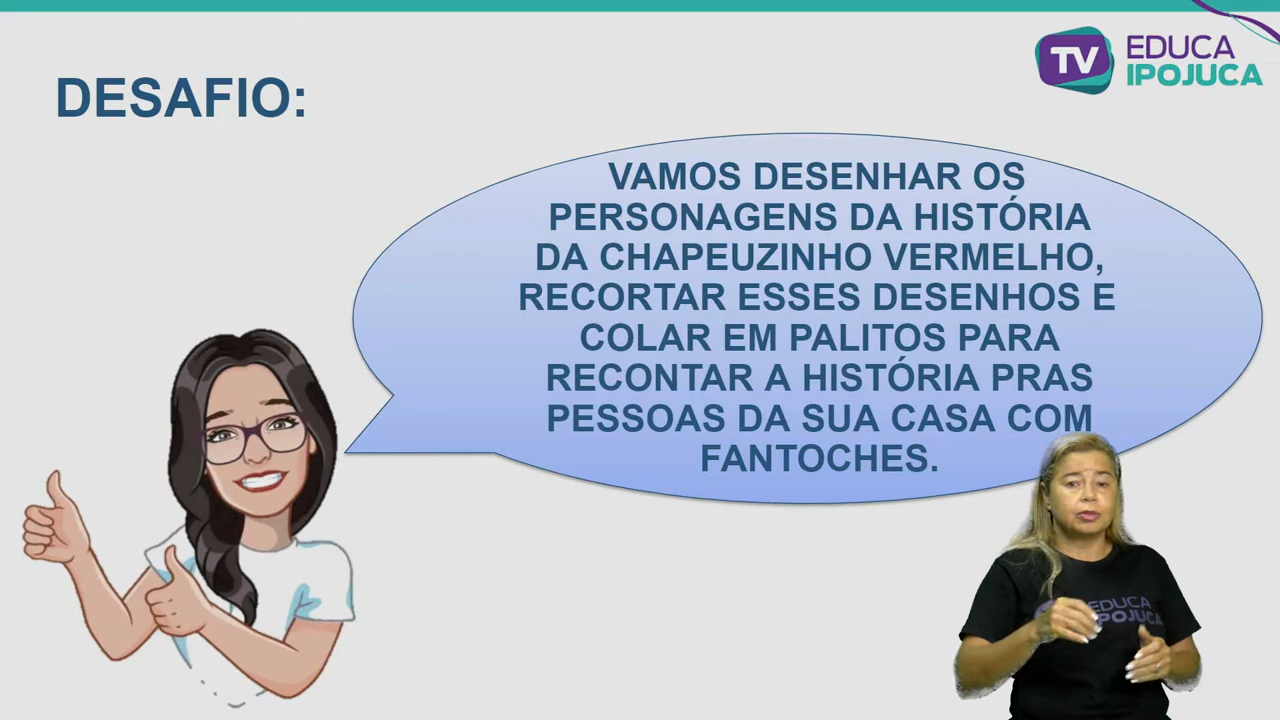 TV EDUCA
IPOJUCA
DESAFIO:
VAMOS DESENHAR OS
PERSONAGENS DA HISTÓRIA
DA CHAPEUZINHO VERMELHO,
RECORTAR ESSES DESENHOS E
COLAR EM PALITOS PARA
RECONTAR A HISTÓRIA PRAS
PESSOAS DA SUA CASA COM
FANTOCHES.
EDUCA
IPOJUCA